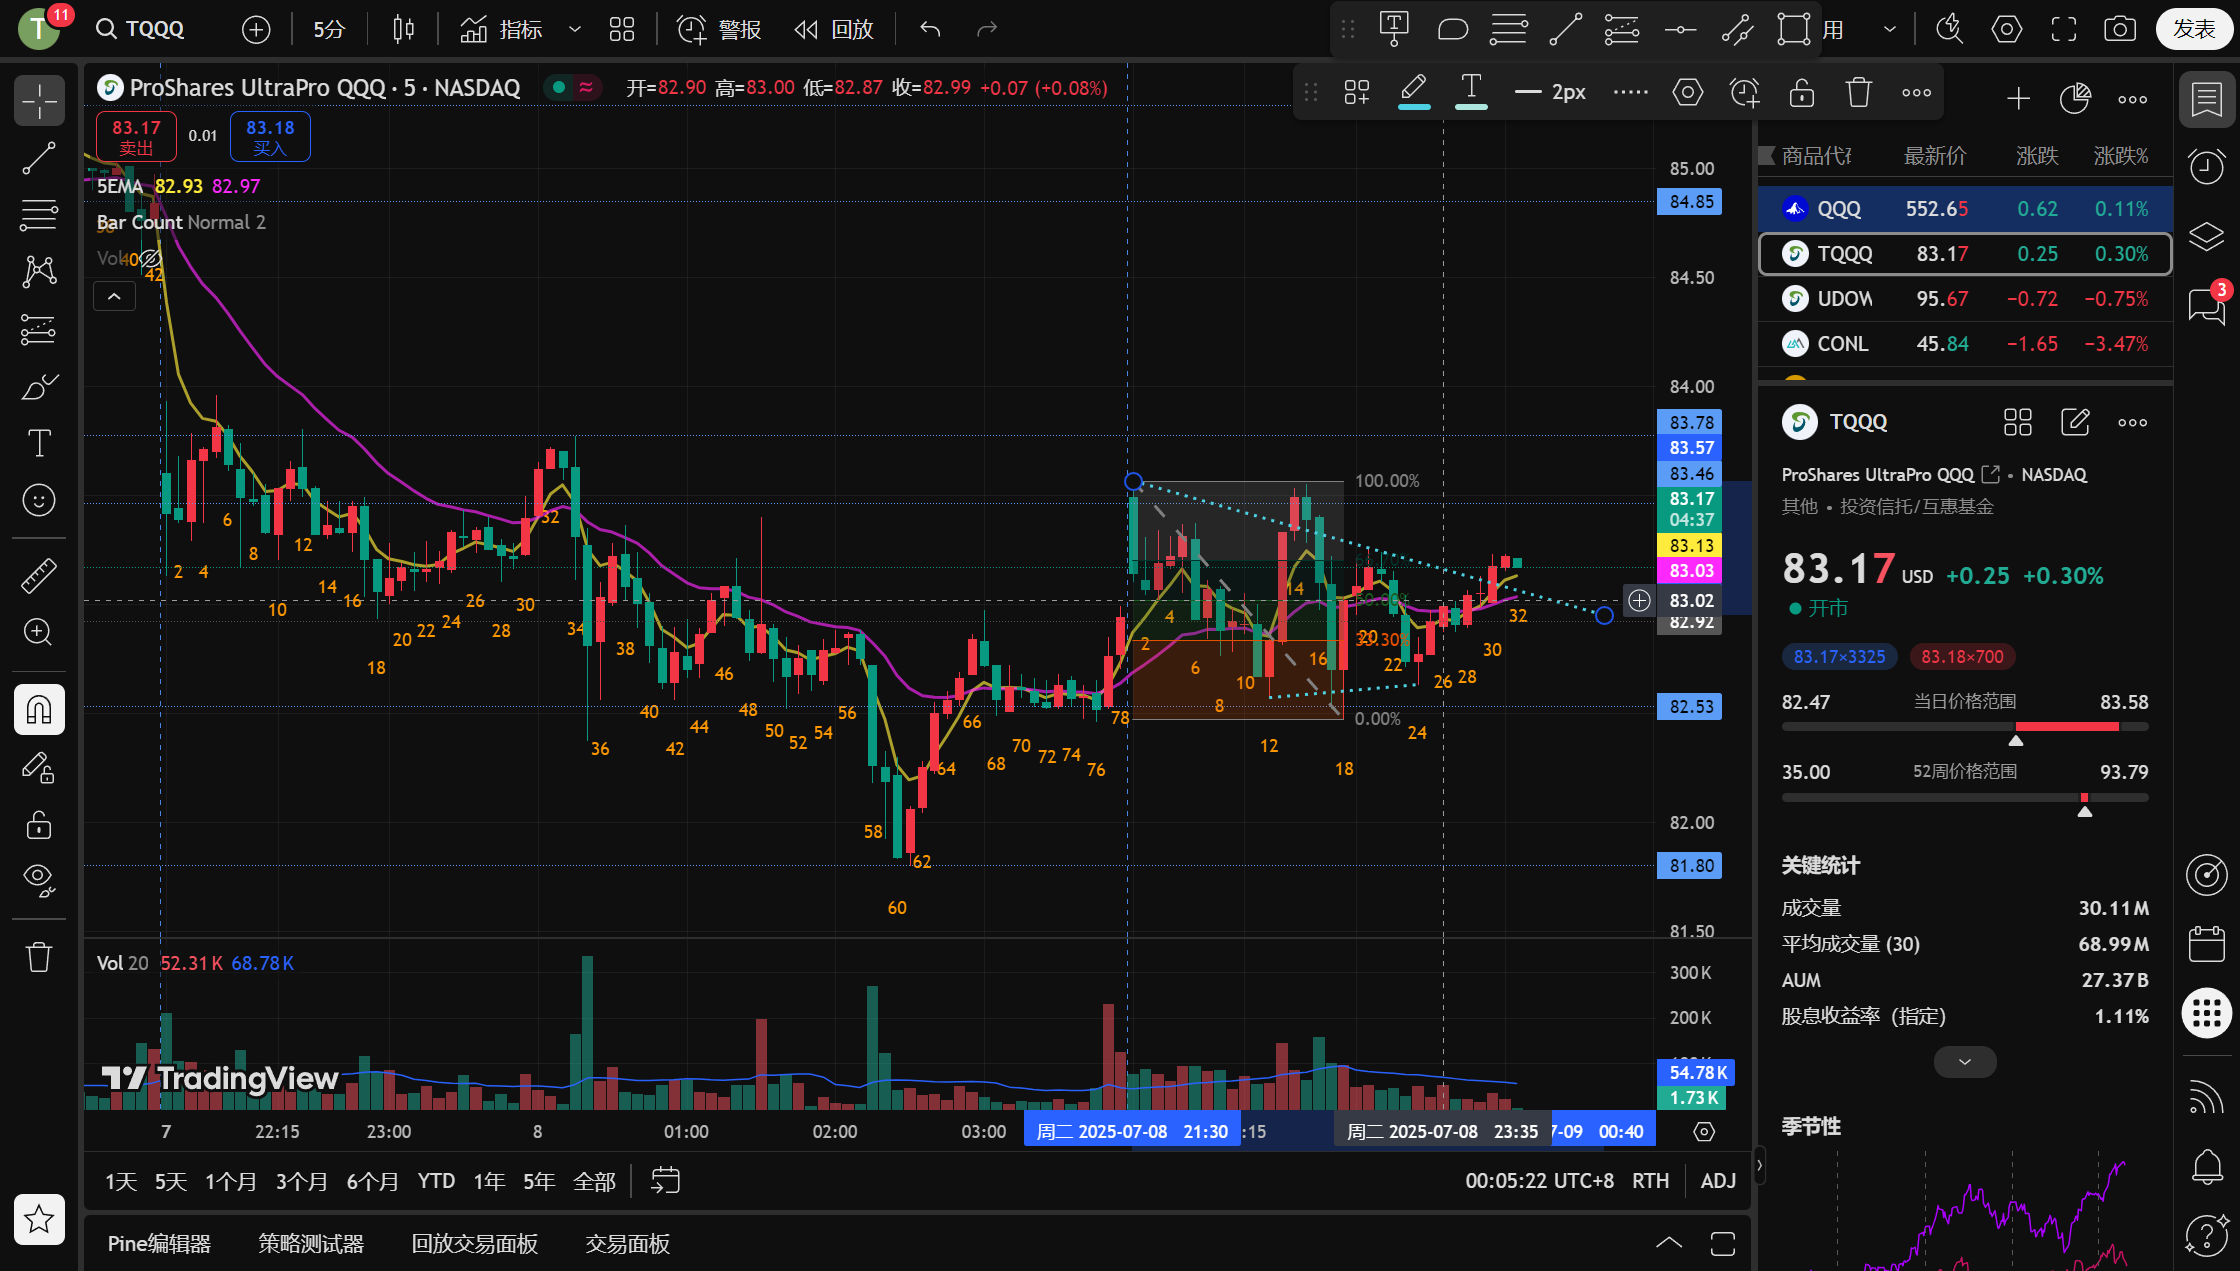 T 11 TQQQ 5分 指标 警报 回放 用 发表
ProShares UltraPro QQQ · 5 · NASDAQ 开=82.90 高=83.00 低=82.87 收=82.99 +0.07 (+0.08%)
2px
83.17 卖出 0.01 83.18 买入
5EMA 82.93 82.97
Bar Count Normal 2
Vol
40 42
2 4 6 8 10 12 14 16 18 20 22 24 26 28 30 32 34 36 38 40 42 44 46 48 50 52 54 56 58 60 62 64 66 68 70 72 74 76 78
2 4 6 8 10 12 14 16 18 20 22 24 26 28 30 32
100.00%
33.30%
0.00%
85.00
84.85
84.50
84.00
83.78
83.57
83.46
83.17
04:37
83.13
83.03
83.02
82.92
82.53
82.00
81.80
81.50
Vol 20 52.31K 68.78K
300K
200K
54.78K
1.73K
TradingView
7 22:15 23:00 8 01:00 02:00 03:00 周二 2025-07-08 21:30 :15 周二 2025-07-08 23:35 7-09 00:40
1天 5天 1个月 3个月 6个月 YTD 1年 5年 全部 00:05:22 UTC+8 RTH ADJ
Pine编辑器 策略测试器 回放交易面板 交易面板
商品代 最新价 涨跌 涨跌%
QQQ 552.65 0.62 0.11%
TQQQ 83.17 0.25 0.30%
UDOW 95.67 −0.72 −0.75%
CONL 45.84 −1.65 −3.47%
TQQQ
ProShares UltraPro QQQ • NASDAQ
其他 • 投资信托/互惠基金
83.17 USD +0.25 +0.30%
开市
83.17×3325 83.18×700
82.47 当日价格范围 83.58
35.00 52周价格范围 93.79
关键统计
成交量 30.11M
平均成交量 (30) 68.99M
AUM 27.37B
股息收益率（指定） 1.11%
季节性
3